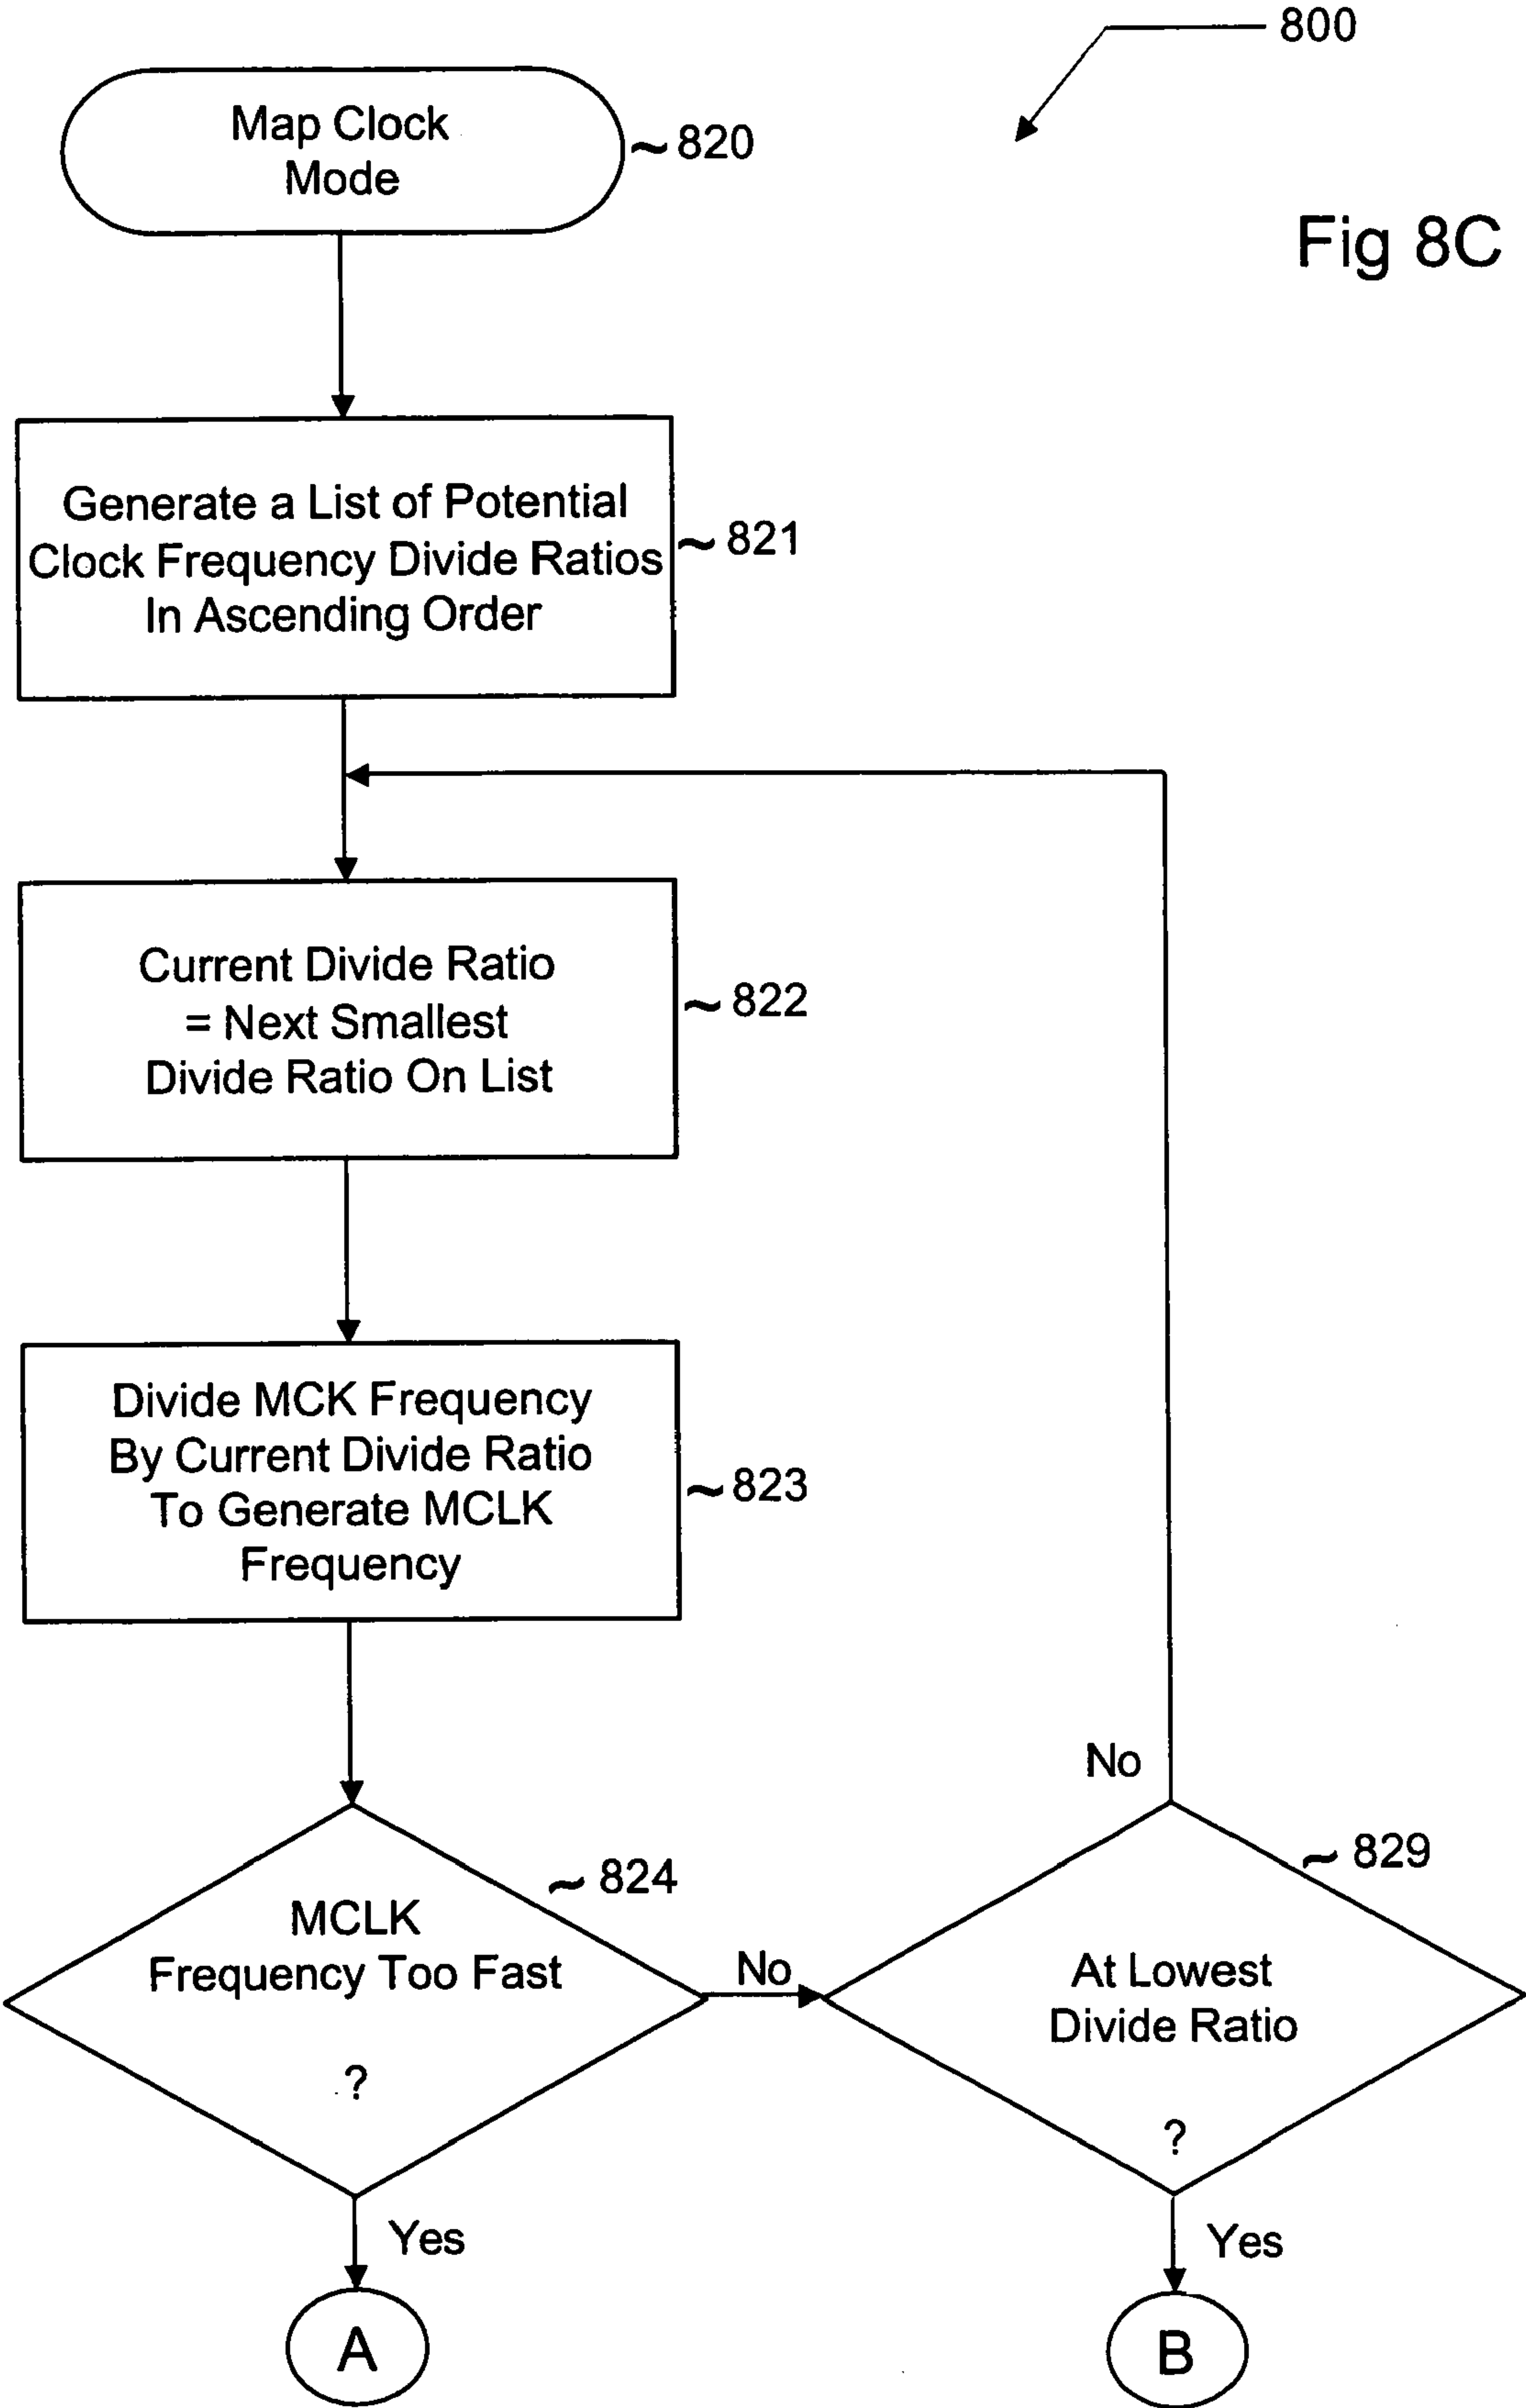 800
Map Clock
Mode
~820
Fig 8C
Generate a List of Potential
Clock Frequency Divide Ratios
In Ascending Order
~821
Current Divide Ratio
= Next Smallest
Divide Ratio On List
~822
Divide MCK Frequency
By Current Divide Ratio
To Generate MCLK
Frequency
~823
No
~824
MCLK
Frequency Too Fast
?
No
~829
At Lowest
Divide Ratio
?
Yes
Yes
A
B